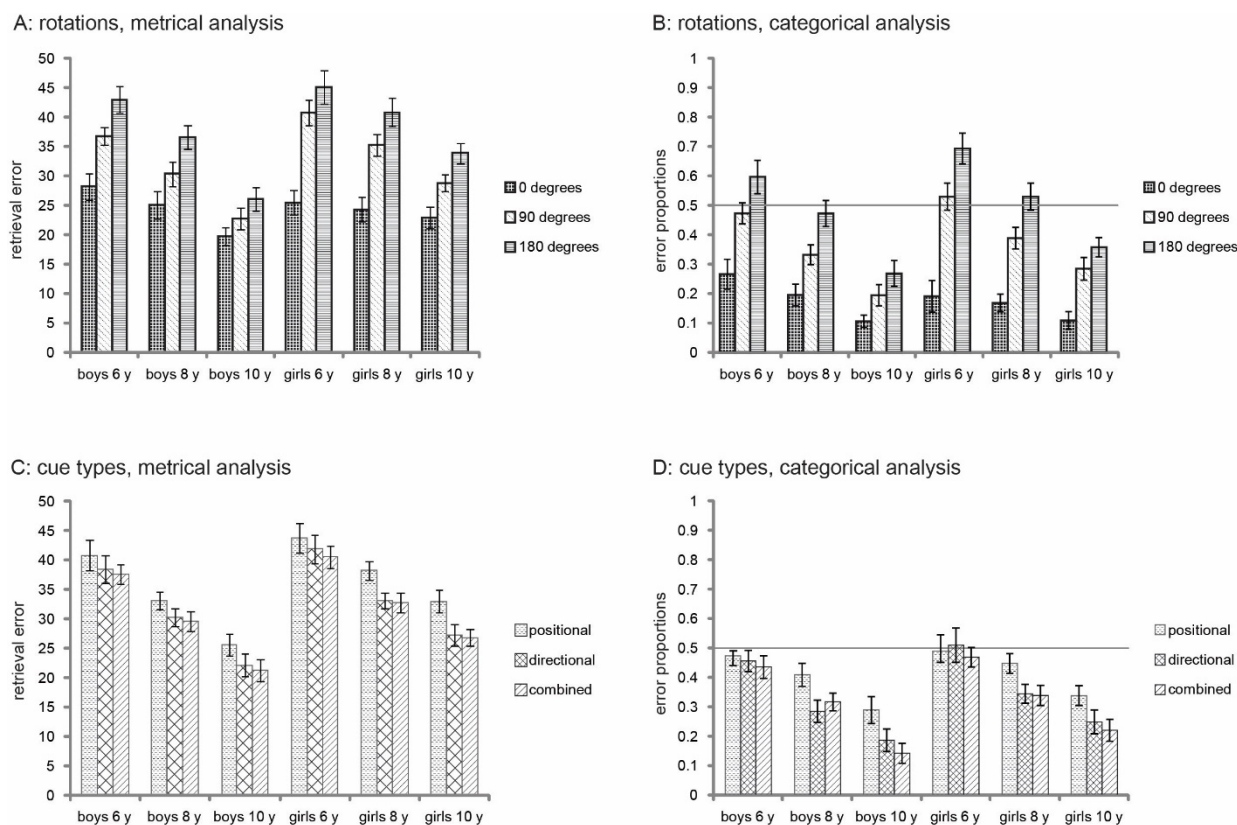 A: rotations, metrical analysis
50
45
40
35
30
25
20
15
10
5
0
retrieval error
boys 6 y boys 8 y boys 10 y girls 6 y girls 8 y girls 10 y
0 degrees
90 degrees
180 degrees
B: rotations, categorical analysis
1
0.9
0.8
0.7
0.6
0.5
0.4
0.3
0.2
0.1
0
error proportions
boys 6 y boys 8 y boys 10 y girls 6 y girls 8 y girls 10 y
0 degrees
90 degrees
180 degrees
C: cue types, metrical analysis
50
45
40
35
30
25
20
15
10
5
0
retrieval error
boys 6 y boys 8 y boys 10 y girls 6 y girls 8 y girls 10 y
positional
directional
combined
D: cue types, categorical analysis
1
0.9
0.8
0.7
0.6
0.5
0.4
0.3
0.2
0.1
0
error proportions
boys 6 y boys 8 y boys 10 y girls 6 y girls 8 y girls 10 y
positional
directional
combined